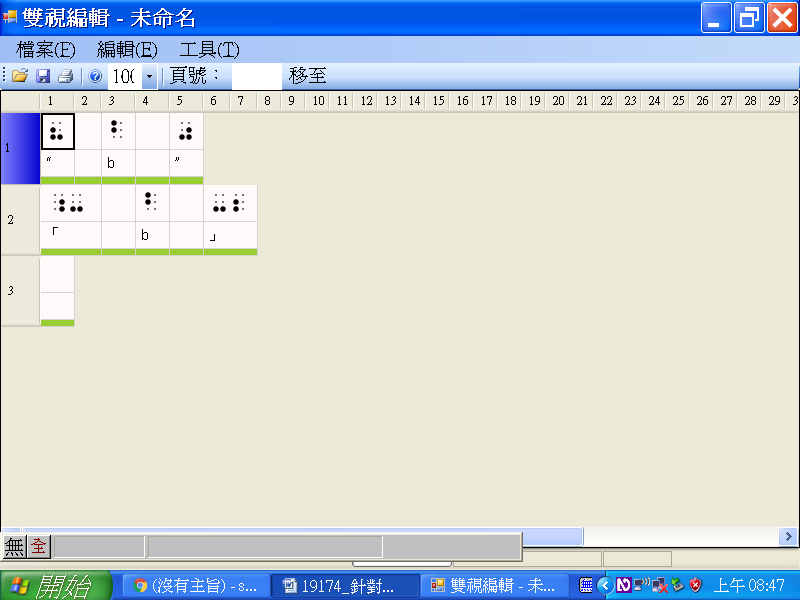 雙視編輯 - 未命名
檔案(F) 編輯(E) 工具(T)
100 頁號： 移至
1 2 3 4 5 6 7 8 9 10 11 12 13 14 15 16 17 18 19 20 21 22 23 24 25 26 27 28 29 3
1
⠦ ⠃ ⠴
“ b ”
2
⠰⠤ ⠃ ⠤⠆
「 b 」
3
無 全
開始 (沒有主旨) - s... 19174_針對... 雙視編輯 - 未... 上午 08:47